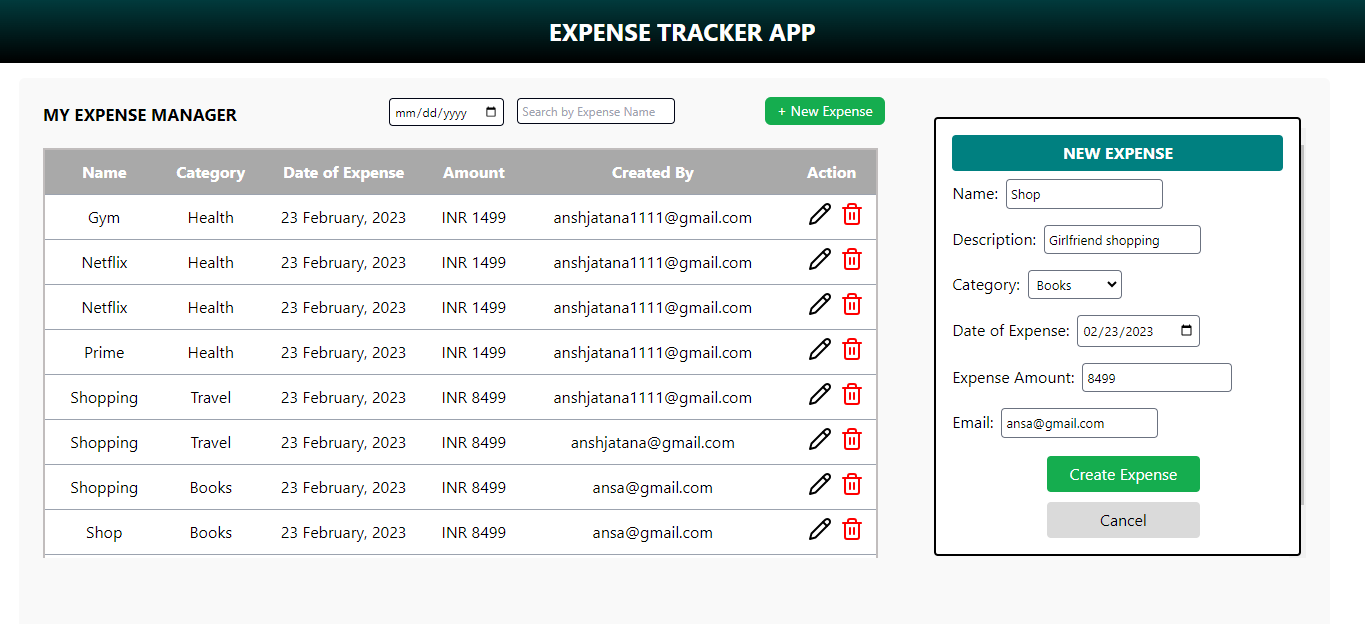 EXPENSE TRACKER APP
MY EXPENSE MANAGER
mm/dd/yyyy
Search by Expense Name
+ New Expense
Name Category Date of Expense Amount Created By Action
Gym Health 23 February, 2023 INR 1499 anshjatana1111@gmail.com
Netflix Health 23 February, 2023 INR 1499 anshjatana1111@gmail.com
Netflix Health 23 February, 2023 INR 1499 anshjatana1111@gmail.com
Prime Health 23 February, 2023 INR 1499 anshjatana1111@gmail.com
Shopping Travel 23 February, 2023 INR 8499 anshjatana1111@gmail.com
Shopping Travel 23 February, 2023 INR 8499 anshjatana@gmail.com
Shopping Books 23 February, 2023 INR 8499 ansa@gmail.com
Shop Books 23 February, 2023 INR 8499 ansa@gmail.com
NEW EXPENSE
Name: Shop
Description: Girlfriend shopping
Category: Books
Date of Expense: 02/23/2023
Expense Amount: 8499
Email: ansa@gmail.com
Create Expense
Cancel